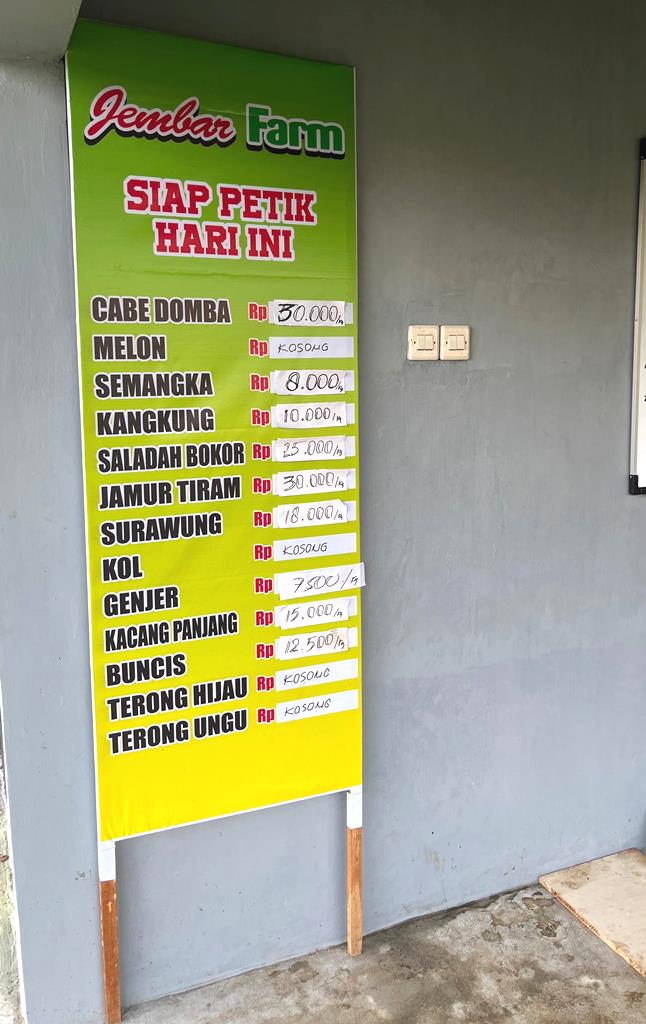 Jembar Farm
SIAP PETIK
HARI INI
CABE DOMBA Rp 30.000/kg
MELON Rp KOSONG
SEMANGKA Rp 8.000/kg
KANGKUNG Rp 10.000/kg
SALADAH BOKOR Rp 25.000/kg
JAMUR TIRAM Rp 30.000/kg
SURAWUNG Rp 18.000/kg
KOL Rp KOSONG
GENJER Rp 7500/kg
KACANG PANJANG Rp 15.000/kg
BUNCIS Rp 12.500/kg
TERONG HIJAU Rp KOSONG
TERONG UNGU Rp KOSONG